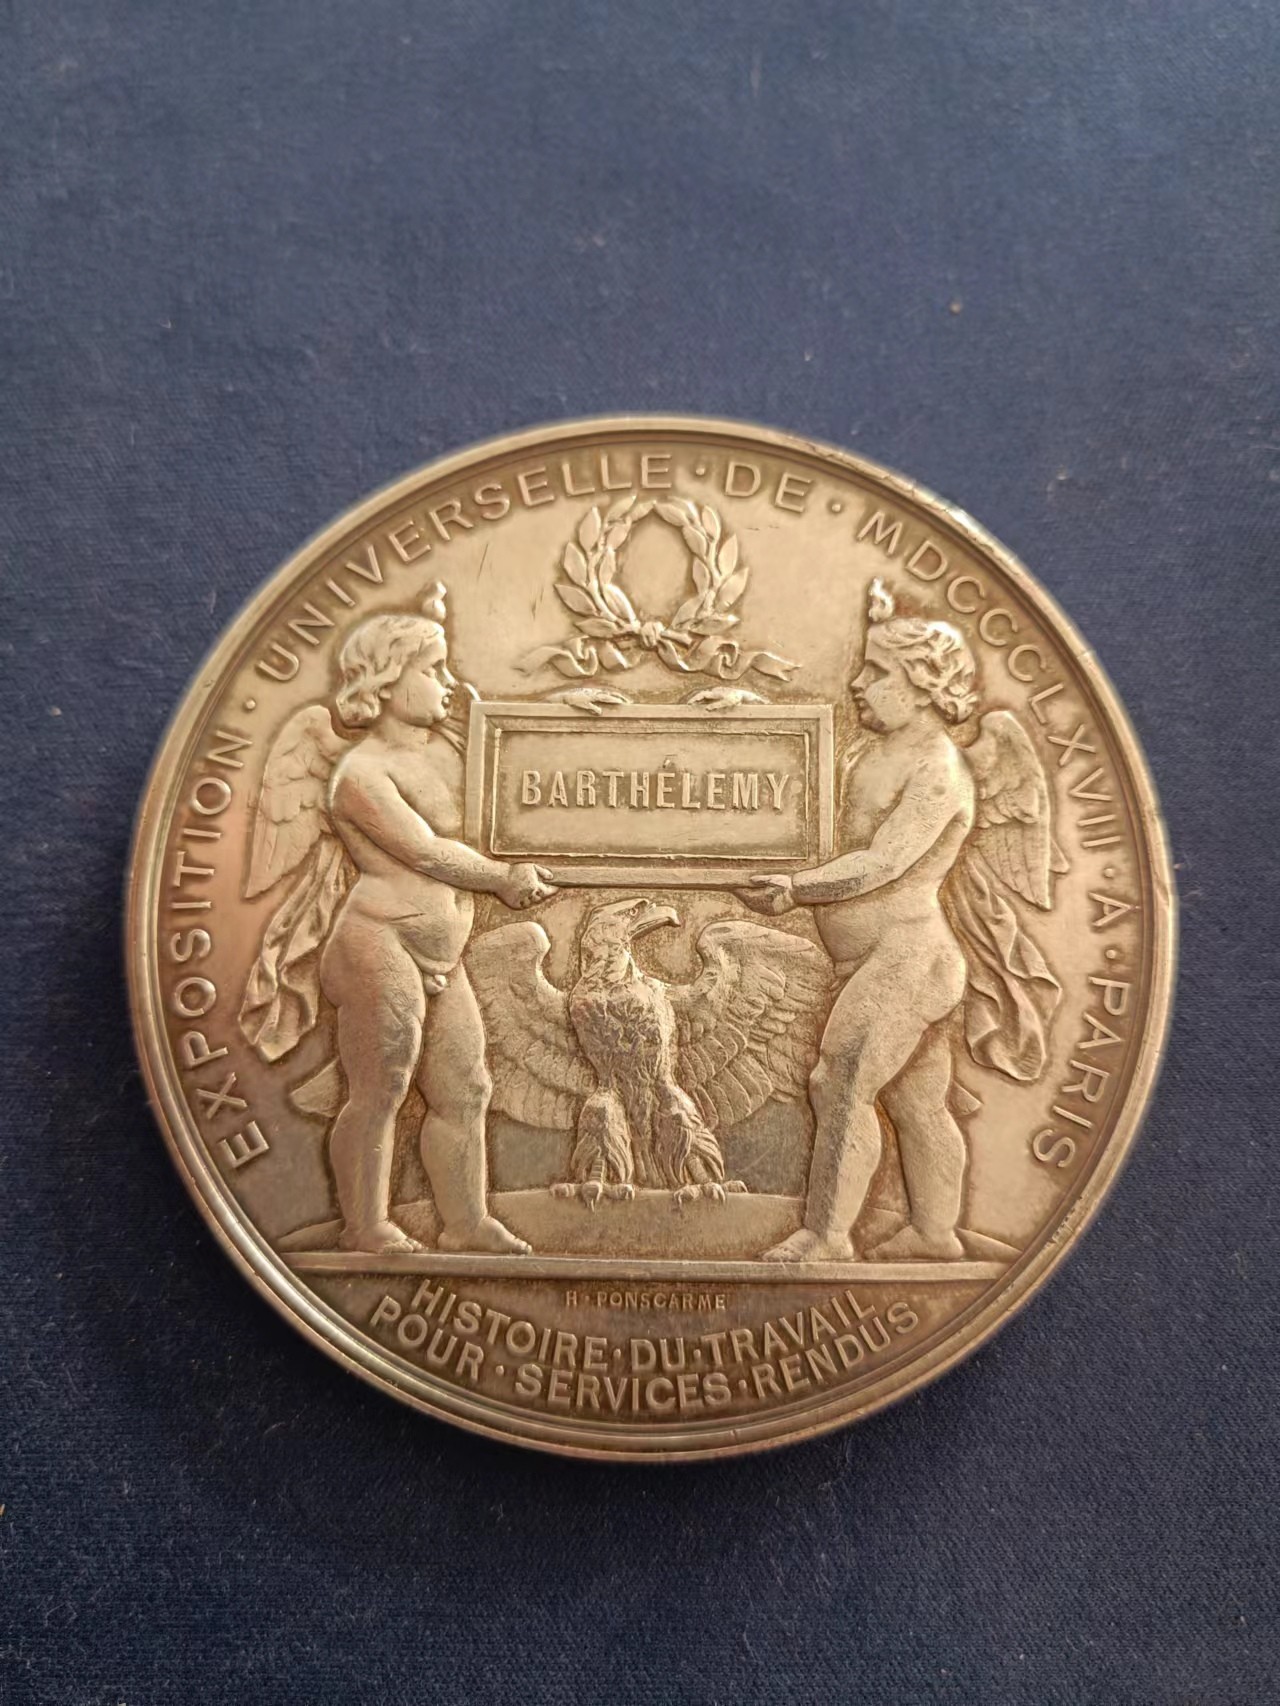 EXPOSITION · UNIVERSELLE · DE · MDCCCLXVII · À · PARIS
BARTHÉLEMY
H · PONSCARME
HISTOIRE · DU · TRAVAIL
POUR · SERVICES · RENDUS